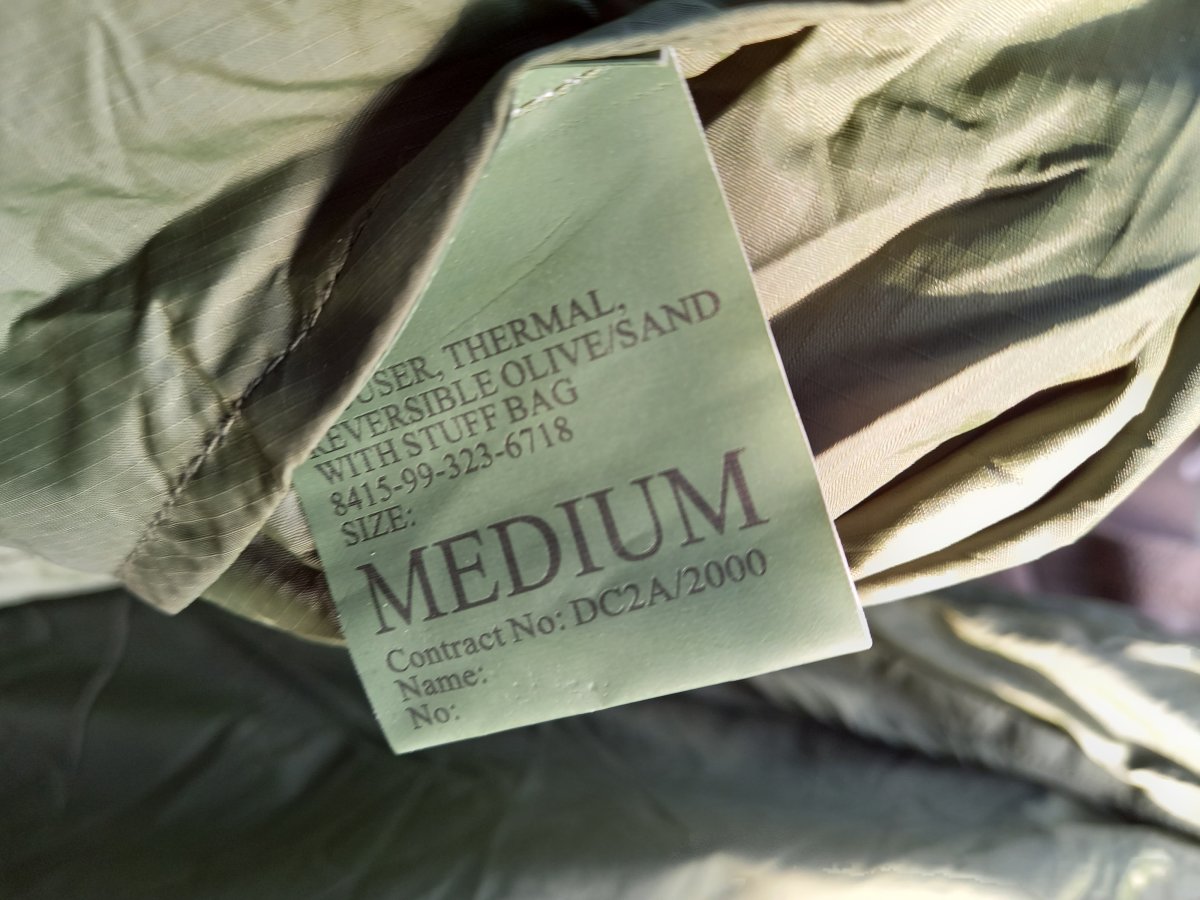 USER, THERMAL,
REVERSIBLE OLIVE/SAND
WITH STUFF BAG
8415-99-323-6718
SIZE:
MEDIUM
Contract No: DC2A/2000
Name:
No: